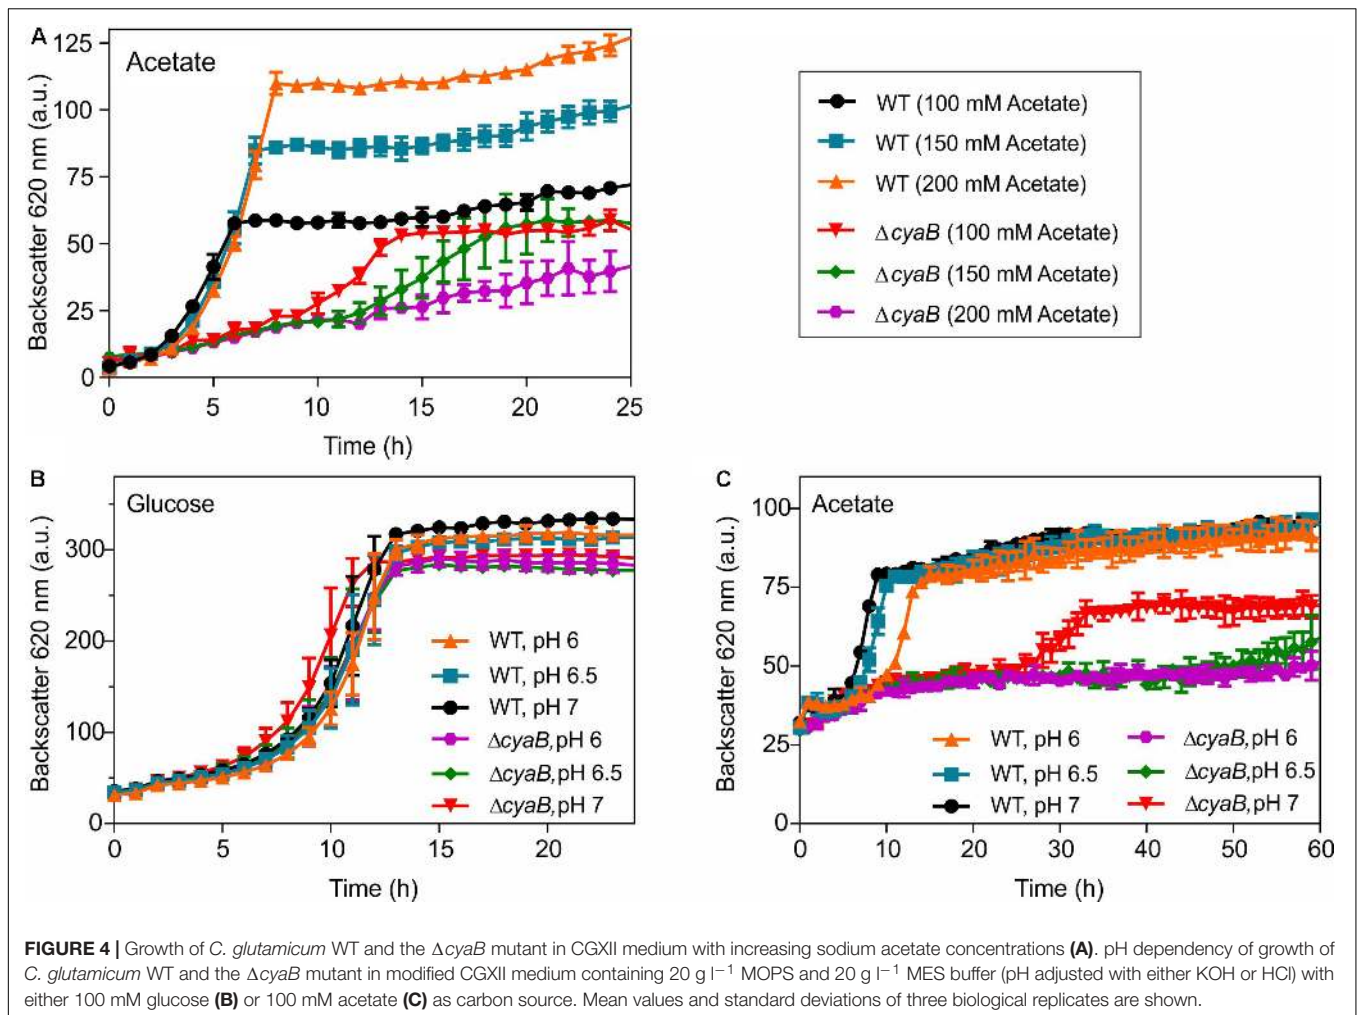 A
Acetate
Backscatter 620 nm (a.u.)
125
100
75
50
25
0
0 5 10 15 20 25
Time (h)
WT (100 mM Acetate)
WT (150 mM Acetate)
WT (200 mM Acetate)
ΔcyaB (100 mM Acetate)
ΔcyaB (150 mM Acetate)
ΔcyaB (200 mM Acetate)
B
Glucose
Backscatter 620 nm (a.u.)
300
200
100
0
0 5 10 15 20
Time (h)
WT, pH 6
WT, pH 6.5
WT, pH 7
ΔcyaB, pH 6
ΔcyaB, pH 6.5
ΔcyaB, pH 7
C
Acetate
Backscatter 620 nm (a.u.)
100
75
50
25
0
0 10 20 30 40 50 60
Time (h)
WT, pH 6
WT, pH 6.5
WT, pH 7
ΔcyaB, pH 6
ΔcyaB, pH 6.5
ΔcyaB, pH 7
FIGURE 4 | Growth of C. glutamicum WT and the ΔcyaB mutant in CGXII medium with increasing sodium acetate concentrations (A). pH dependency of growth of
C. glutamicum WT and the ΔcyaB mutant in modified CGXII medium containing 20 g l⁻¹ MOPS and 20 g l⁻¹ MES buffer (pH adjusted with either KOH or HCl) with
either 100 mM glucose (B) or 100 mM acetate (C) as carbon source. Mean values and standard deviations of three biological replicates are shown.